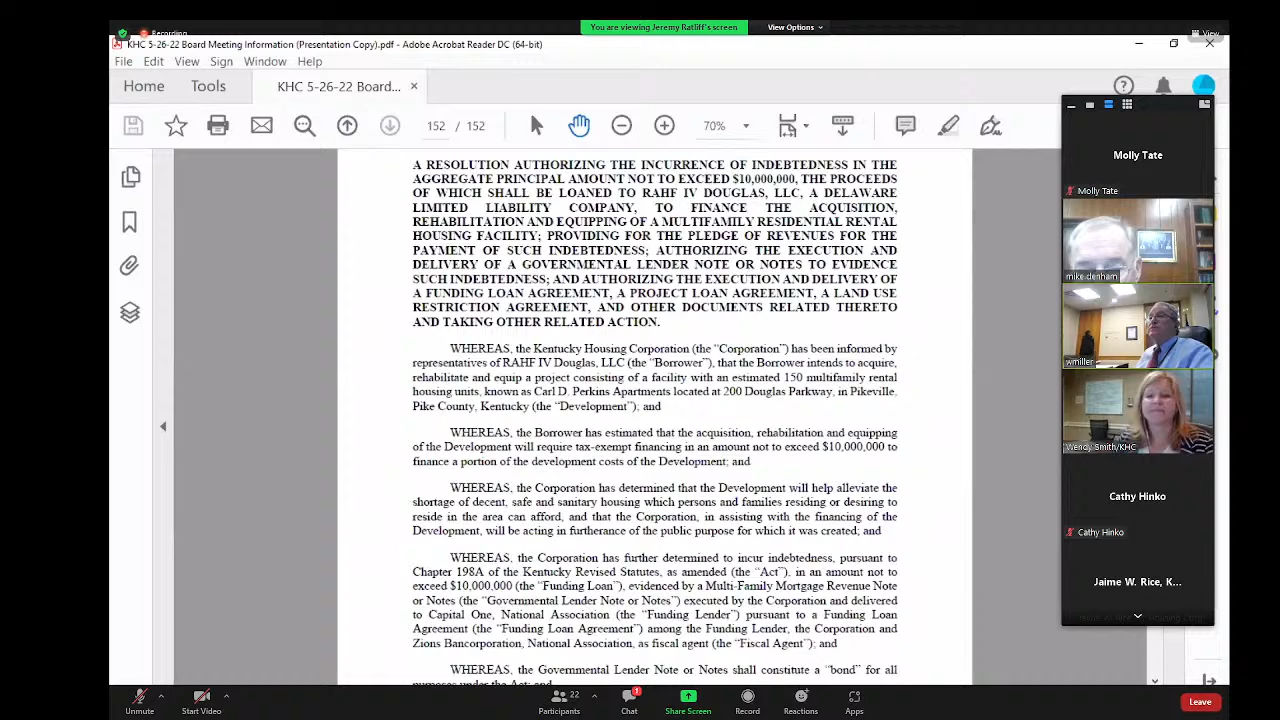 Recording
You are viewing Jeremy Ratliff's screen
View Options
View
KHC 5-26-22 Board Meeting Information (Presentation Copy).pdf - Adobe Acrobat Reader DC (64-bit)
File Edit View Sign Window Help
Home Tools KHC 5-26-22 Board... ×
152 / 152
70%
A RESOLUTION AUTHORIZING THE INCURRENCE OF INDEBTEDNESS IN THE
AGGREGATE PRINCIPAL AMOUNT NOT TO EXCEED $10,000,000, THE PROCEEDS
OF WHICH SHALL BE LOANED TO RAHF IV DOUGLAS, LLC, A DELAWARE
LIMITED LIABILITY COMPANY, TO FINANCE THE ACQUISITION,
REHABILITATION AND EQUIPPING OF A MULTIFAMILY RESIDENTIAL RENTAL
HOUSING FACILITY; PROVIDING FOR THE PLEDGE OF REVENUES FOR THE
PAYMENT OF SUCH INDEBTEDNESS; AUTHORIZING THE EXECUTION AND
DELIVERY OF A GOVERNMENTAL LENDER NOTE OR NOTES TO EVIDENCE
SUCH INDEBTENESS; AND AUTHORIZING THE EXECUTION AND DELIVERY OF
A FUNDING LOAN AGREEMENT, A PROJECT LOAN AGREEMENT, A LAND USE
RESTRICTION AGREEMENT, AND OTHER DOCUMENTS RELATED THERETO
AND TAKING OTHER RELATED ACTION.
WHEREAS, the Kentucky Housing Corporation (the “Corporation”) has been informed by
representatives of RAHF IV Douglas, LLC (the “Borrower”), that the Borrower intends to acquire,
rehabilitate and equip a project consisting of a facility with an estimated 150 multifamily rental
housing units, known as Carl D. Perkins Apartments located at 200 Douglas Parkway, in Pikeville,
Pike County, Kentucky (the “Development”); and
WHEREAS, the Borrower has estimated that the acquisition, rehabilitation and equipping
of the Development will require tax-exempt financing in an amount not to exceed $10,000,000 to
finance a portion of the development costs of the Development; and
WHEREAS, the Corporation has determined that the Development will help alleviate the
shortage of decent, safe and sanitary housing which persons and families residing or desiring to
reside in the area can afford, and that the Corporation, in assisting with the financing of the
Development, will be acting in furtherance of the public purpose for which it was created; and
WHEREAS, the Corporation has further determined to incur indebtedness, pursuant to
Chapter 198A of the Kentucky Revised Statutes, as amended (the “Act”), in an amount not to
exceed $10,000,000 (the “Funding Loan”), evidenced by a Multi-Family Mortgage Revenue Note
or Notes (the “Governmental Lender Note or Notes”) executed by the Corporation and delivered
to Capital One, National Association (the “Funding Lender”) pursuant to a Funding Loan
Agreement (the “Funding Loan Agreement”) among the Funding Lender, the Corporation and
Zions Bancorporation, National Association, as fiscal agent (the “Fiscal Agent”); and
WHEREAS, the Governmental Lender Note or Notes shall constitute a “bond” for all
purposes under the Act; and
Molly Tate
Molly Tate
mike.denham
wmiller
Wendy Smith/KHC
Cathy Hinko
Cathy Hinko
Jaime W. Rice, K...
Unmute Start Video Participants 22 Chat 1 Share Screen Record Reactions Apps Leave